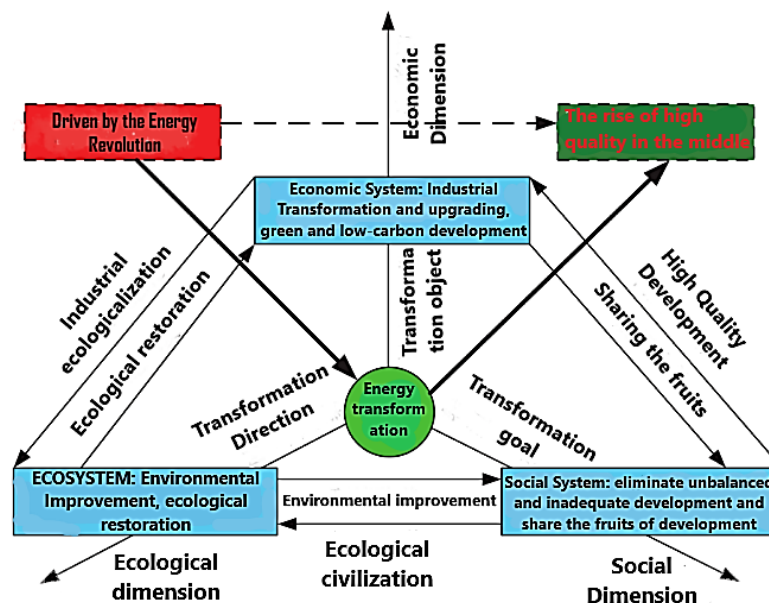 Economic
Dimension
Driven by the Energy
Revolution
The rise of high
quality in the middle
Economic System: Industrial
Transformation and upgrading,
green and low-carbon development
Industrial
ecologicalization
Ecological restoration
Transforma
tion object
High Quality
Development
Sharing the fruits
Transformation
Direction
Energy
transform
ation
Transformation
goal
ECOSYSTEM: Environmental
Improvement, ecological
restoration
Environmental improvement
Social System: eliminate unbalanced
and inadequate development and
share the fruits of development
Ecological
dimension
Ecological
civilization
Social
Dimension